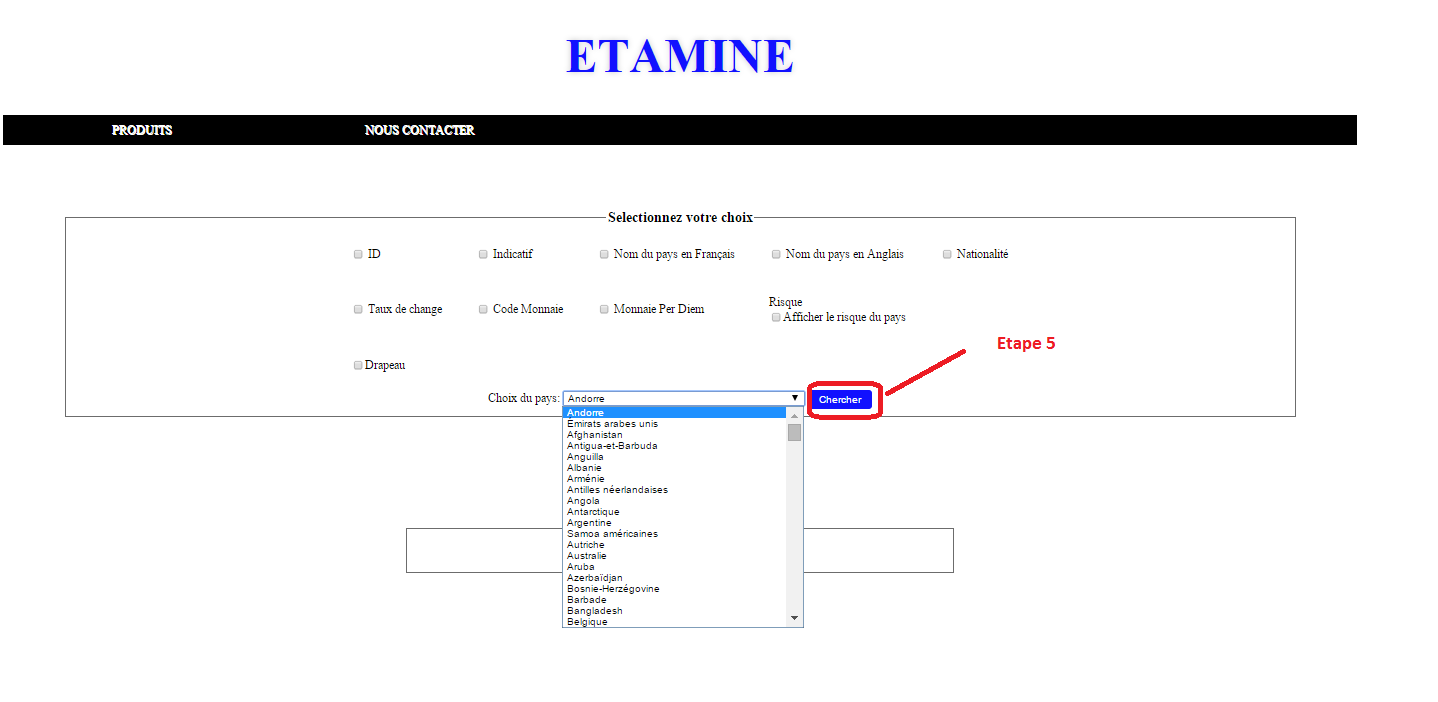 ETAMINE
PRODUITS NOUS CONTACTER
Selectionnez votre choix
ID Indicatif Nom du pays en Français Nom du pays en Anglais Nationalité
Risque
Taux de change Code Monnaie Monnaie Per Diem Afficher le risque du pays
Etape 5
Drapeau
Choix du pays: Andorre Chercher
Andorre
Émirats arabes unis
Afghanistan
Antigua-et-Barbuda
Anguilla
Albanie
Arménie
Antilles néerlandaises
Angola
Antarctique
Argentine
Samoa américaines
Autriche
Australie
Aruba
Azerbaïdjan
Bosnie-Herzégovine
Barbade
Bangladesh
Belgique